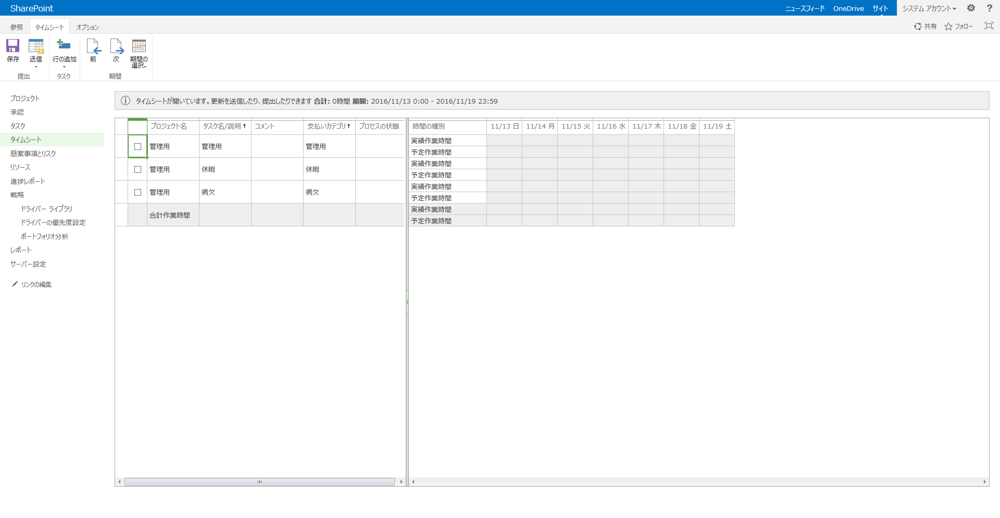 SharePoint
ニュースフィード OneDrive サイト システム アカウント ?
参照 タイムシート オプション
共有 フォロー
保存 送信 行の追加 前 次 期間の
選択
提出 タスク 期間
プロジェクト
承認
タスク
タイムシート
懸案事項とリスク
リソース
進捗レポート
戦略
ドライバー ライブラリ
ドライバーの優先度設定
ポートフォリオ分析
レポート
サーバー設定
リンクの編集
タイムシートが開いています。更新を送信したり、提出したりできます 合計: 0時間 期間: 2016/11/13 0:00 - 2016/11/19 23:59
プロジェクト名 タスク名/説明 コメント 支払いカテゴリ プロセスの状態 時間の種別 11/13 日 11/14 月 11/15 火 11/16 水 11/17 木 11/18 金 11/19 土
管理用 管理用 管理用
実績作業時間
予定作業時間
管理用 休暇 休暇
実績作業時間
予定作業時間
管理用 病欠 病欠
実績作業時間
予定作業時間
合計作業時間
実績作業時間
予定作業時間